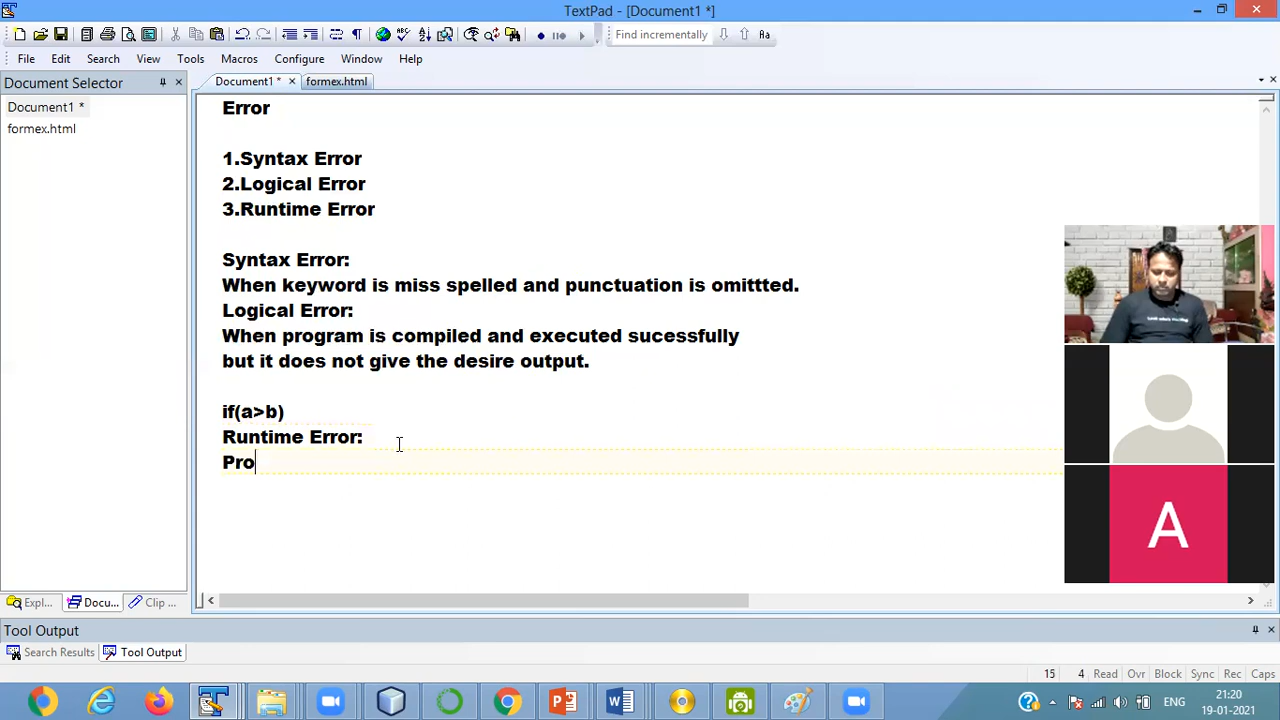 TextPad - [Document1 *]
Find incrementally
File Edit Search View Tools Macros Configure Window Help
Document Selector
Document1 *
formex.html
Document1 *
formex.html
Error
1.Syntax Error
2.Logical Error
3.Runtime Error
Syntax Error:
When keyword is miss spelled and punctuation is omittted.
Logical Error:
When program is compiled and executed sucessfully
but it does not give the desire output.
if(a>b)
Runtime Error:
Pro
A
Expl...
Docu...
Clip ...
Tool Output
Search Results
Tool Output
15 4 Read Ovr Block Sync Rec Caps
ENG
21:20
19-01-2021